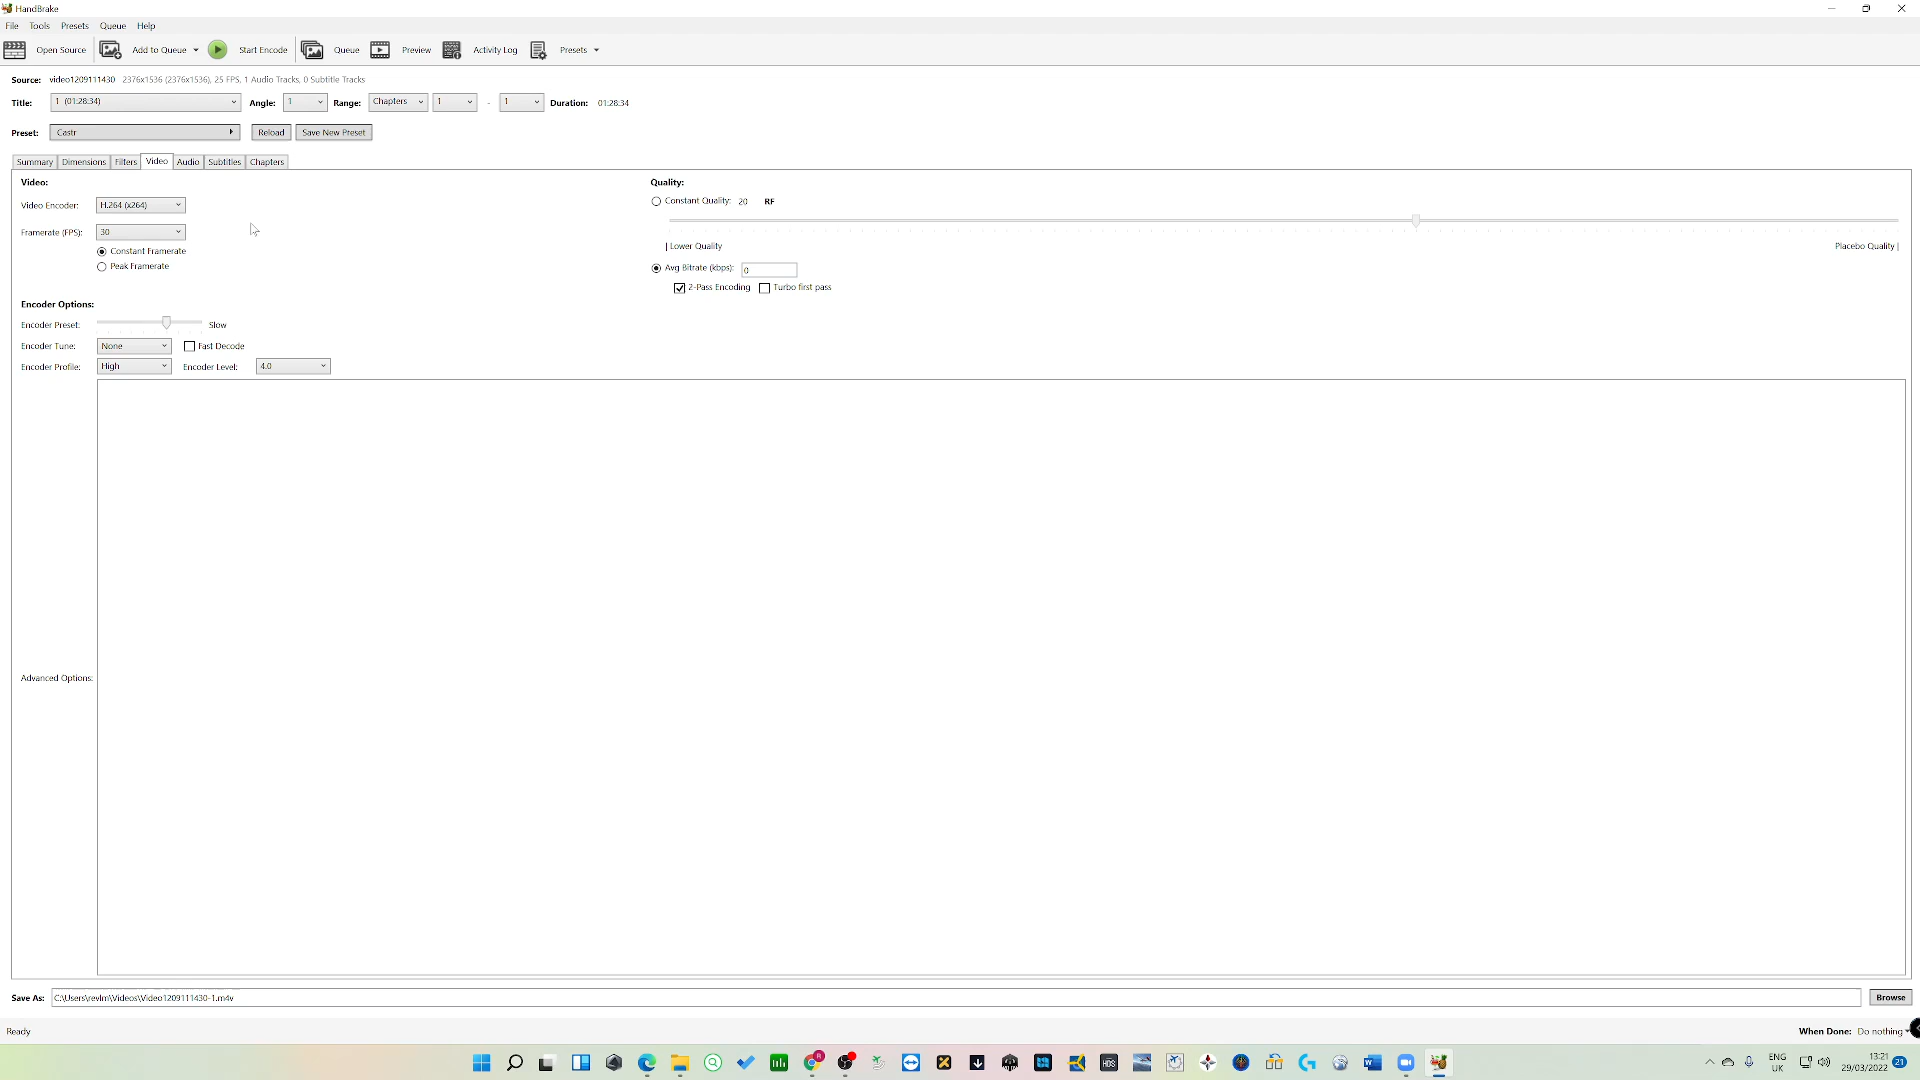 HandBrake
File Tools Presets Queue Help
Open Source Add to Queue Start Encode Queue Preview Activity Log Presets
Source: video1209111430 2376x1536 (2376x1536), 25 FPS, 1 Audio Tracks, 0 Subtitle Tracks
Title: 1 (01:28:34) Angle: 1 Range: Chapters 1 - 1 Duration: 01:28:34
Preset: Castr Reload Save New Preset
Summary Dimensions Filters Video Audio Subtitles Chapters
Video: Quality:
Video Encoder: H.264 (x264) Constant Quality: 20 RF
Framerate (FPS): 30
Constant Framerate | Lower Quality Placebo Quality |
Peak Framerate Avg Bitrate (kbps): 0
2-Pass Encoding Turbo first pass
Encoder Options:
Encoder Preset: Slow
Encoder Tune: None Fast Decode
Encoder Profile: High Encoder Level: 4.0
Advanced Options:
Save As: C:\Users\revlm\Videos\Video1209111430-1.m4v Browse
Ready When Done: Do nothing
HDS
ENG 13:21
UK 29/03/2022 21